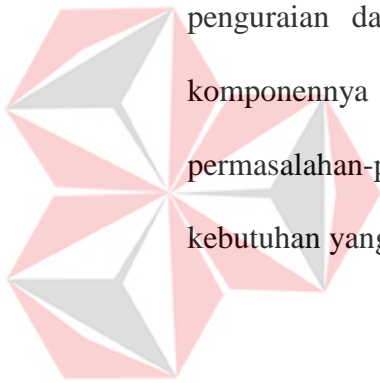 penguraian da
komponennya
permasalahan-p
kebutuhan yang